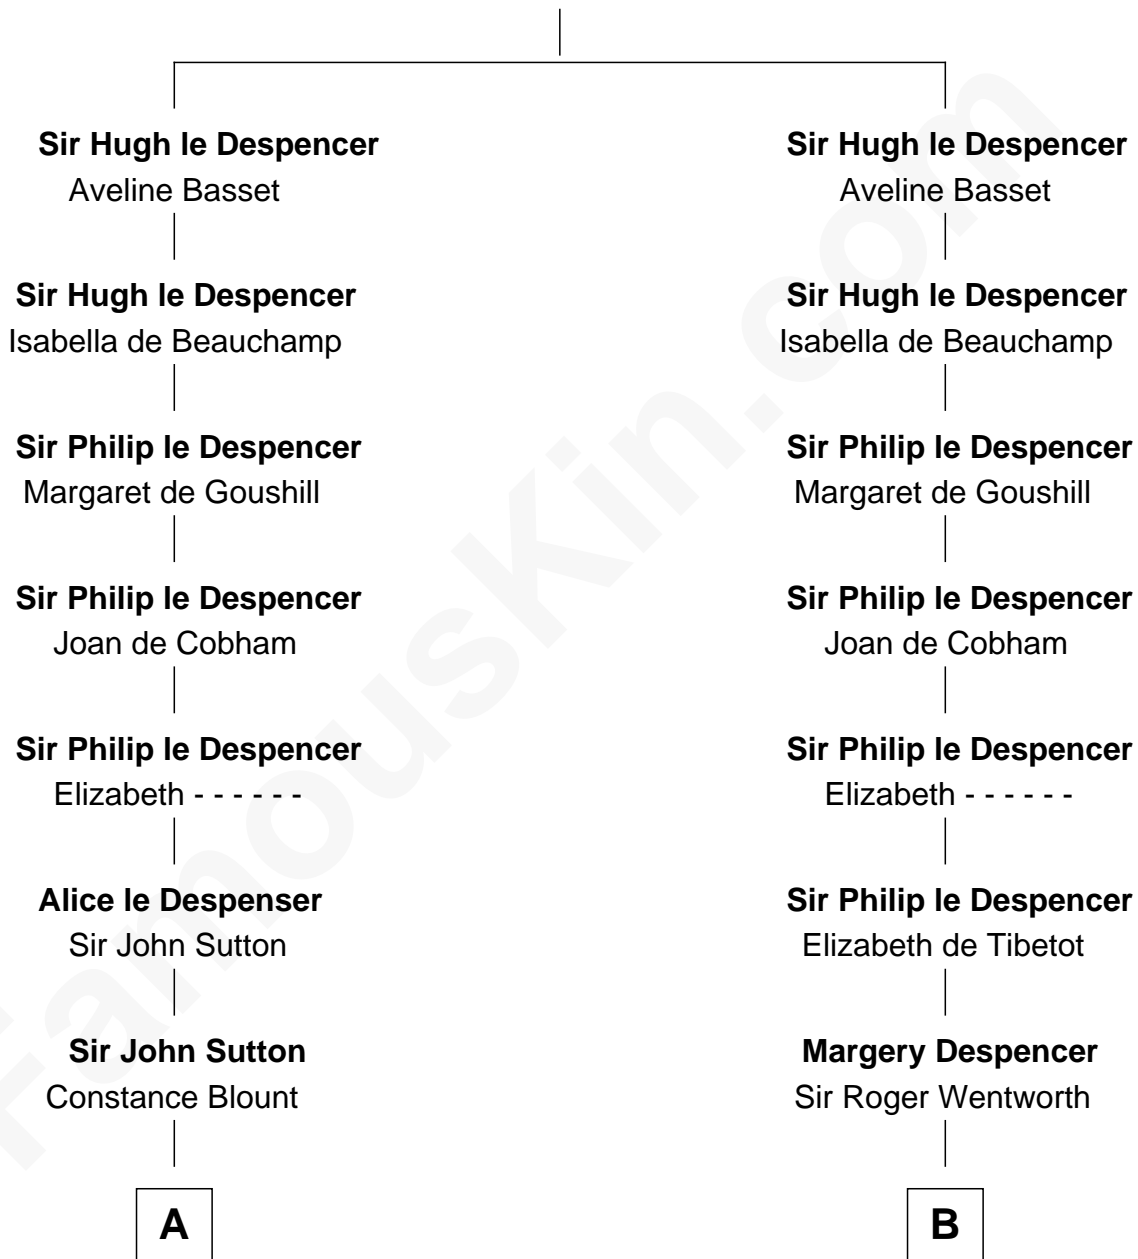 Sir Hugh le Despencer
Aveline Basset
Sir Hugh le Despencer
Isabella de Beauchamp
Sir Philip le Despencer
Margaret de Goushill
Sir Philip le Despencer
Joan de Cobham
Sir Philip le Despencer
Elizabeth - - - - - -
Alice le Despenser
Sir John Sutton
Sir John Sutton
Constance Blount
A
Sir Hugh le Despencer
Aveline Basset
Sir Hugh le Despencer
Isabella de Beauchamp
Sir Philip le Despencer
Margaret de Goushill
Sir Philip le Despencer
Joan de Cobham
Sir Philip le Despencer
Elizabeth - - - - - -
Sir Philip le Despencer
Elizabeth de Tibetot
Margery Despencer
Sir Roger Wentworth
B
FamousKin.com